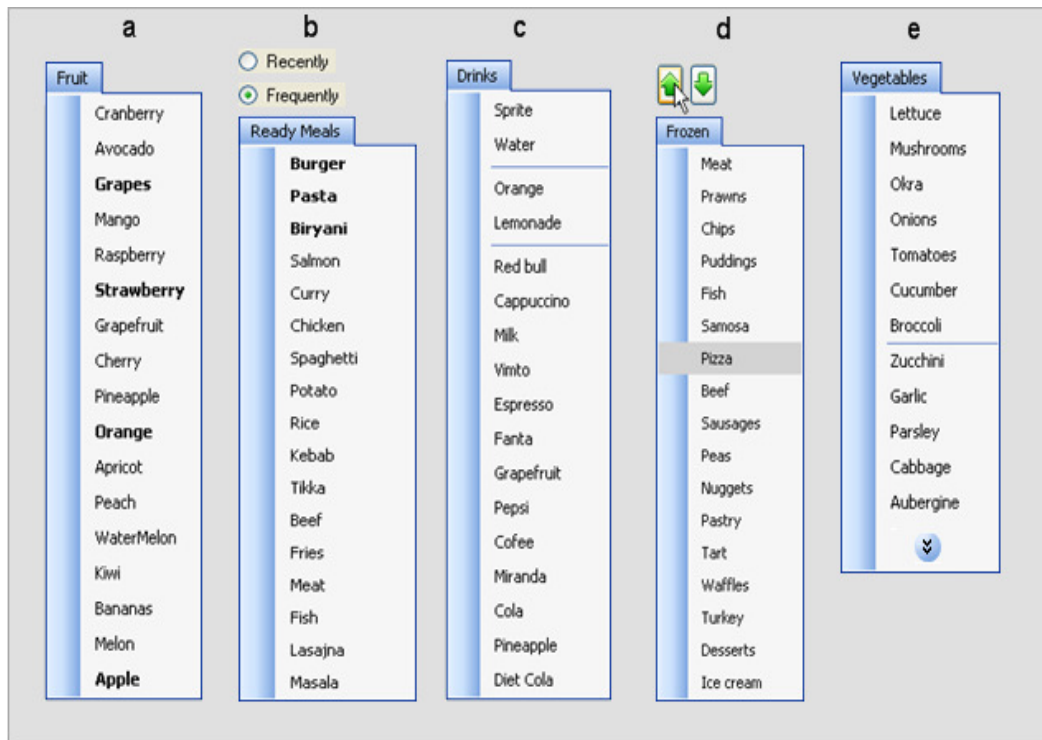 a
Fruit
Cranberry
Avocado
Grapes
Mango
Raspberry
Strawberry
Grapefruit
Cherry
Pineapple
Orange
Apricot
Peach
WaterMelon
Kiwi
Bananas
Melon
Apple
b
Recently
Frequently
Ready Meals
Burger
Pasta
Biryani
Salmon
Curry
Chicken
Spaghetti
Potato
Rice
Kebab
Tikka
Beef
Fries
Meat
Fish
Lasajna
Masala
c
Drinks
Sprite
Water
Orange
Lemonade
Red bull
Cappuccino
Milk
Vimto
Espresso
Fanta
Grapefruit
Pepsi
Cofee
Miranda
Cola
Pineapple
Diet Cola
d
Frozen
Meat
Prawns
Chips
Puddings
Fish
Samosa
Pizza
Beef
Sausages
Peas
Nuggets
Pastry
Tart
Waffles
Turkey
Desserts
Ice cream
e
Vegetables
Lettuce
Mushrooms
Okra
Onions
Tomatoes
Cucumber
Broccoli
Zucchini
Garlic
Parsley
Cabbage
Aubergine